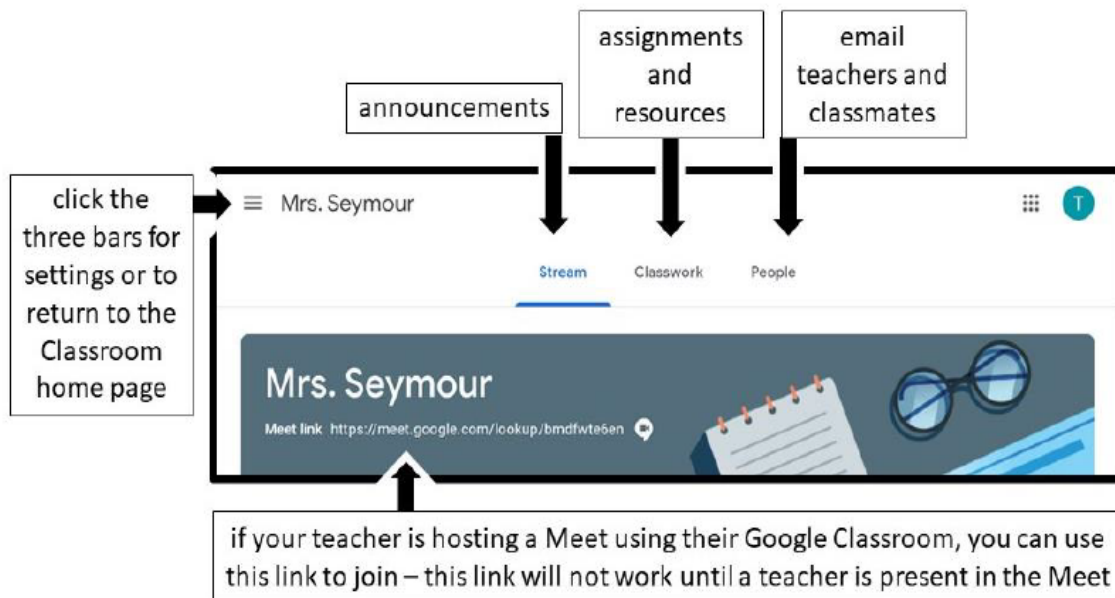 announcements
assignments
and
resources
email
teachers and
classmates
click the
three bars for
settings or to
return to the
Classroom
home page
Mrs. Seymour
T
Stream Classwork People
Mrs. Seymour
Meet link https://meet.google.com/lookup/bmdfwte6en
if your teacher is hosting a Meet using their Google Classroom, you can use
this link to join – this link will not work until a teacher is present in the Meet